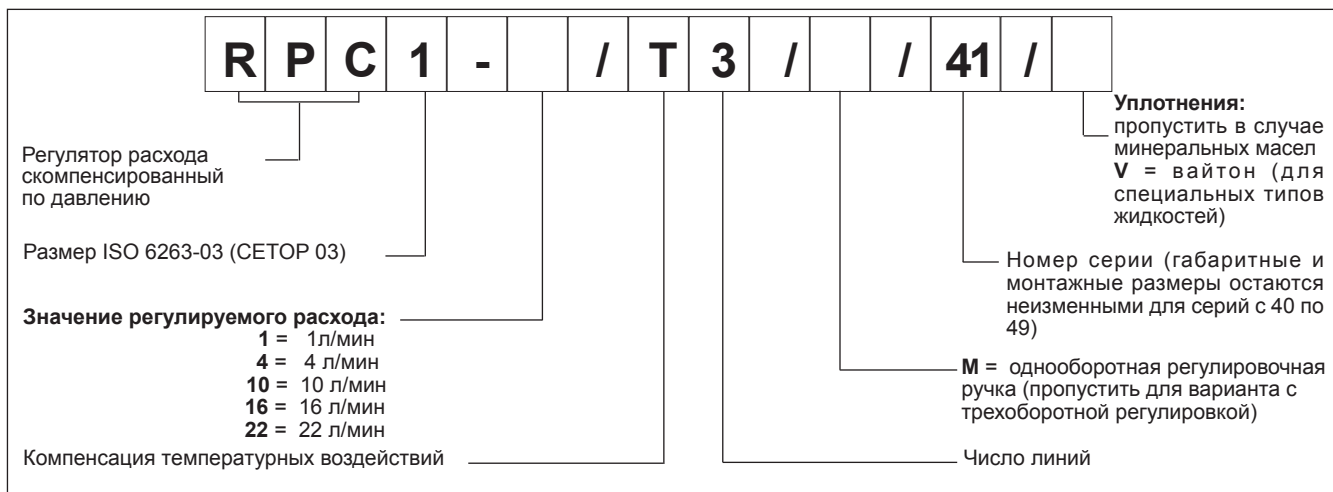 RPC1-  /T3/  /41/
Уплотнения:
пропустить в случае
минеральных масел
V = вайтон (для
специальных типов
жидкостей)
Регулятор расхода
скомпенсированный
по давлению
Размер ISO 6263-03 (CETOP 03)
Номер серии (габаритные и
монтажные размеры остаются
неизменными для серий с 40 по
49)
Значение регулируемого расхода:
1 = 1л/мин
4 = 4 л/мин
10 = 10 л/мин
16 = 16 л/мин
22 = 22 л/мин
M = однооборотная регулировочная
ручка (пропустить для варианта с
трехоборотной регулировкой)
Компенсация температурных воздействий
Число линий